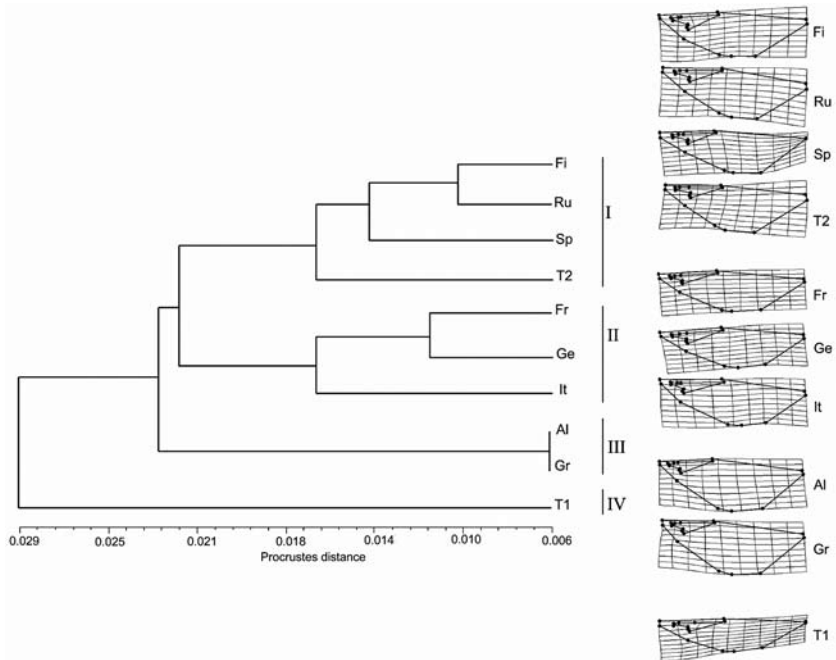 Fi
Ru
Sp
T2
Fr
Ge
It
Al
Gr
T1
I
II
III
IV
0.029 0.025 0.021 0.018 0.014 0.010 0.006
Procrustes distance
Fi
Ru
Sp
T2
Fr
Ge
It
Al
Gr
T1